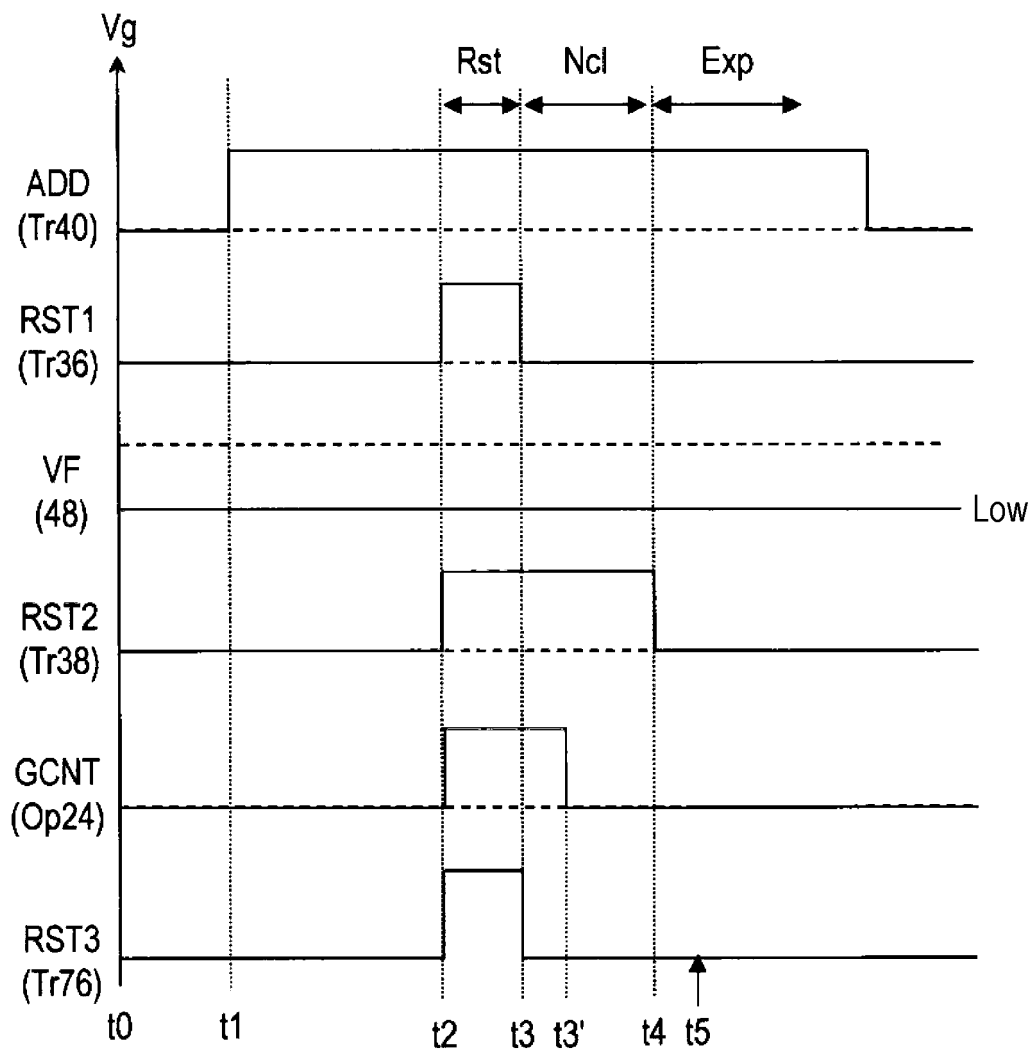 Vg
Rst Ncl Exp
ADD
(Tr40)
RST1
(Tr36)
VF
(48)
Low
RST2
(Tr38)
GCNT
(Op24)
RST3
(Tr76)
t0 t1 t2 t3 t3' t4 t5